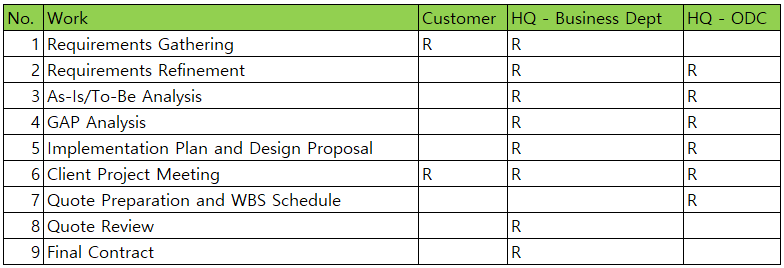 No. Work Customer HQ - Business Dept HQ - ODC
1 Requirements Gathering R R
2 Requirements Refinement R R
3 As-Is/To-Be Analysis R R
4 GAP Analysis R R
5 Implementation Plan and Design Proposal R R
6 Client Project Meeting R R R
7 Quote Preparation and WBS Schedule R
8 Quote Review R
9 Final Contract R